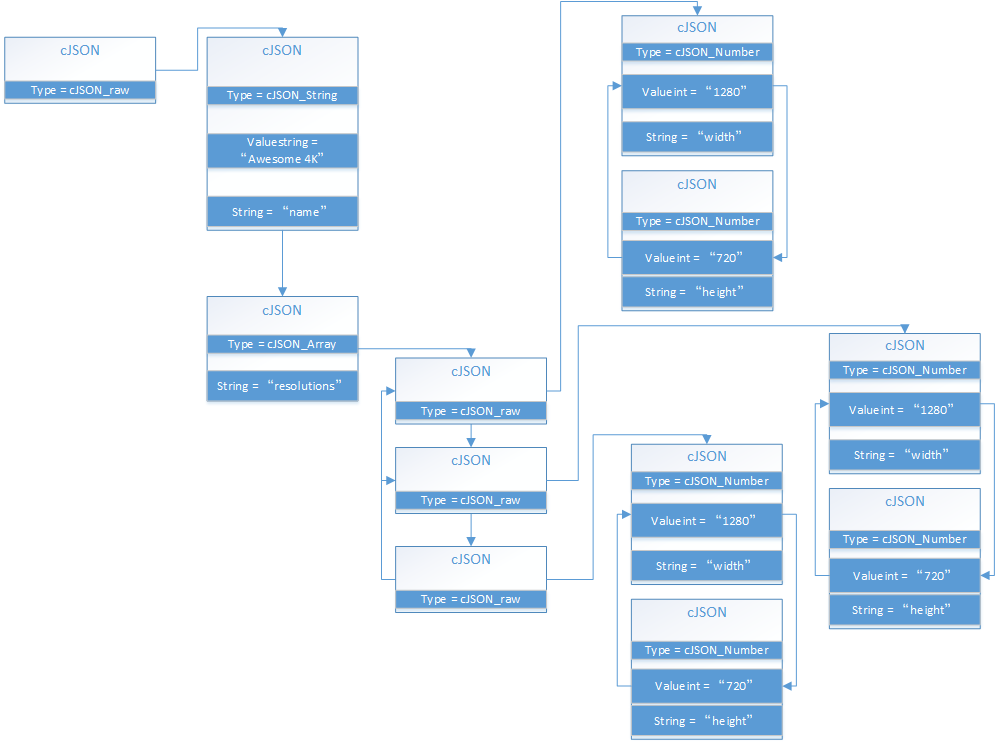 cJSON
Type = cJSON_raw
cJSON
Type = cJSON_String
Valuestring =
“Awesome 4K”
String = “name”
cJSON
Type = cJSON_Array
String = “resolutions”
cJSON
Type = cJSON_raw
cJSON
Type = cJSON_raw
cJSON
Type = cJSON_raw
cJSON
Type = cJSON_Number
Valueint = “1280”
String = “width”
cJSON
Type = cJSON_Number
Valueint = “720”
String = “height”
cJSON
Type = cJSON_Number
Valueint = “1280”
String = “width”
cJSON
Type = cJSON_Number
Valueint = “720”
String = “height”
cJSON
Type = cJSON_Number
Valueint = “1280”
String = “width”
cJSON
Type = cJSON_Number
Valueint = “720”
String = “height”